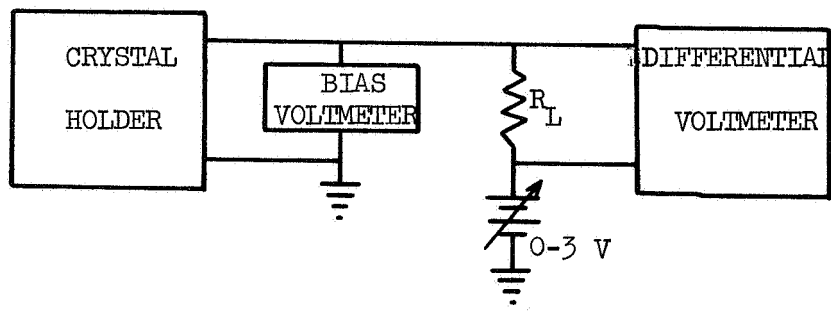 CRYSTAL
HOLDER
BIAS
VOLTMETER
R_L
DIFFERENTIAL
VOLTMETER
0-3 V